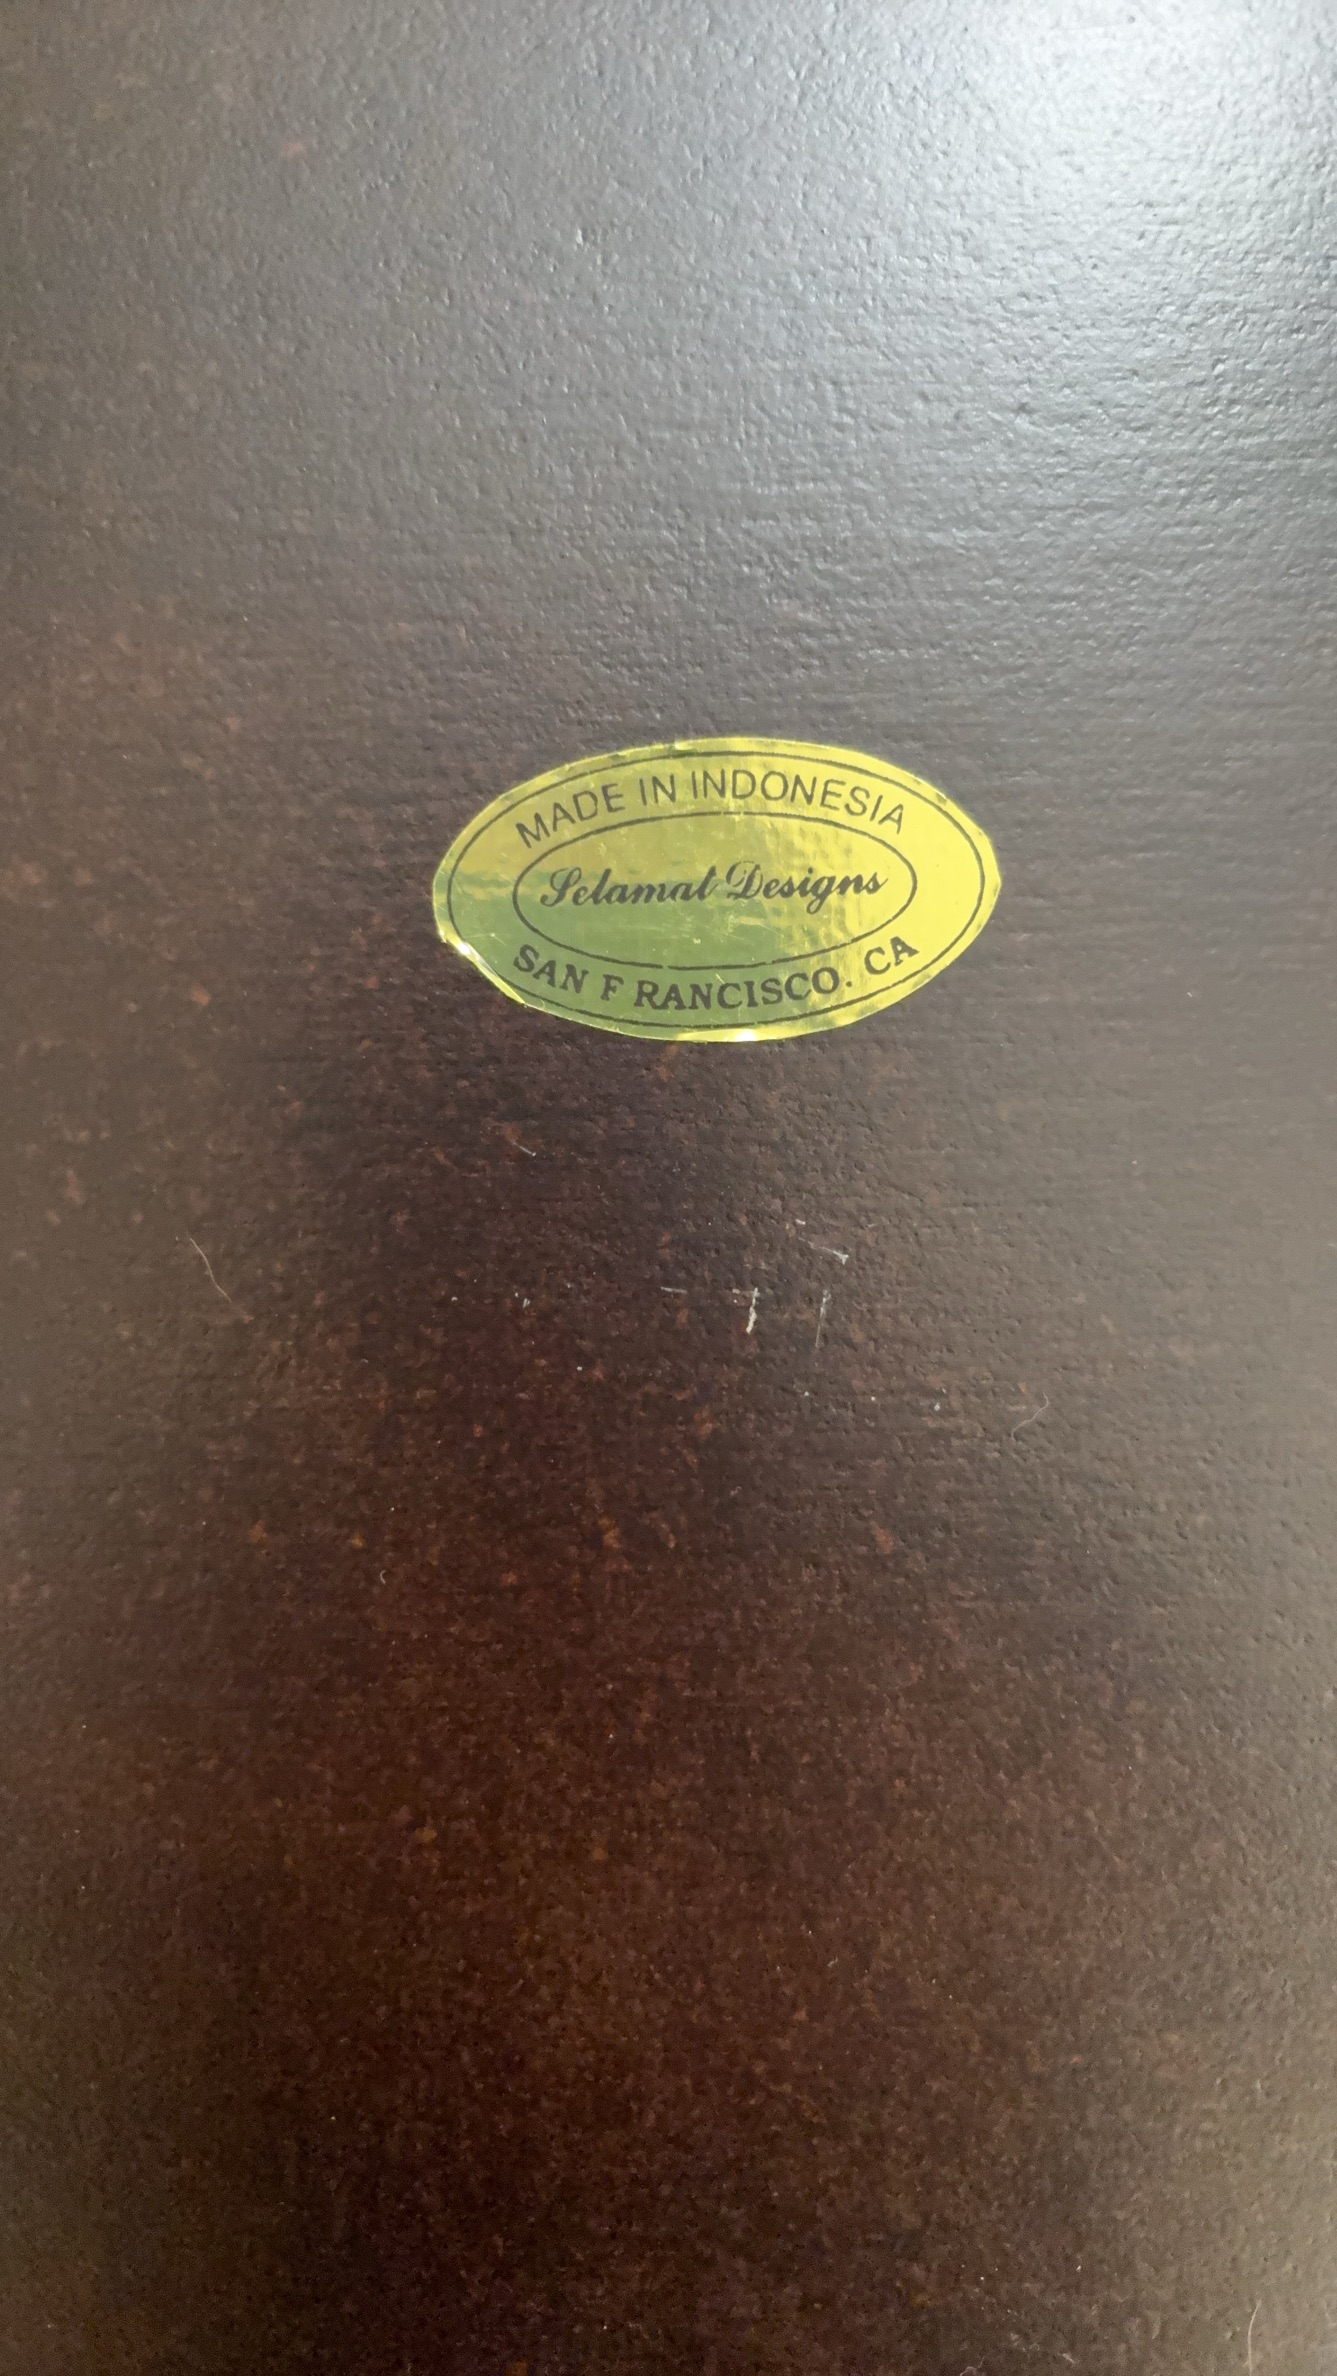 MADE IN INDONESIA
Selamat Designs
SAN F RANCISCO. CA